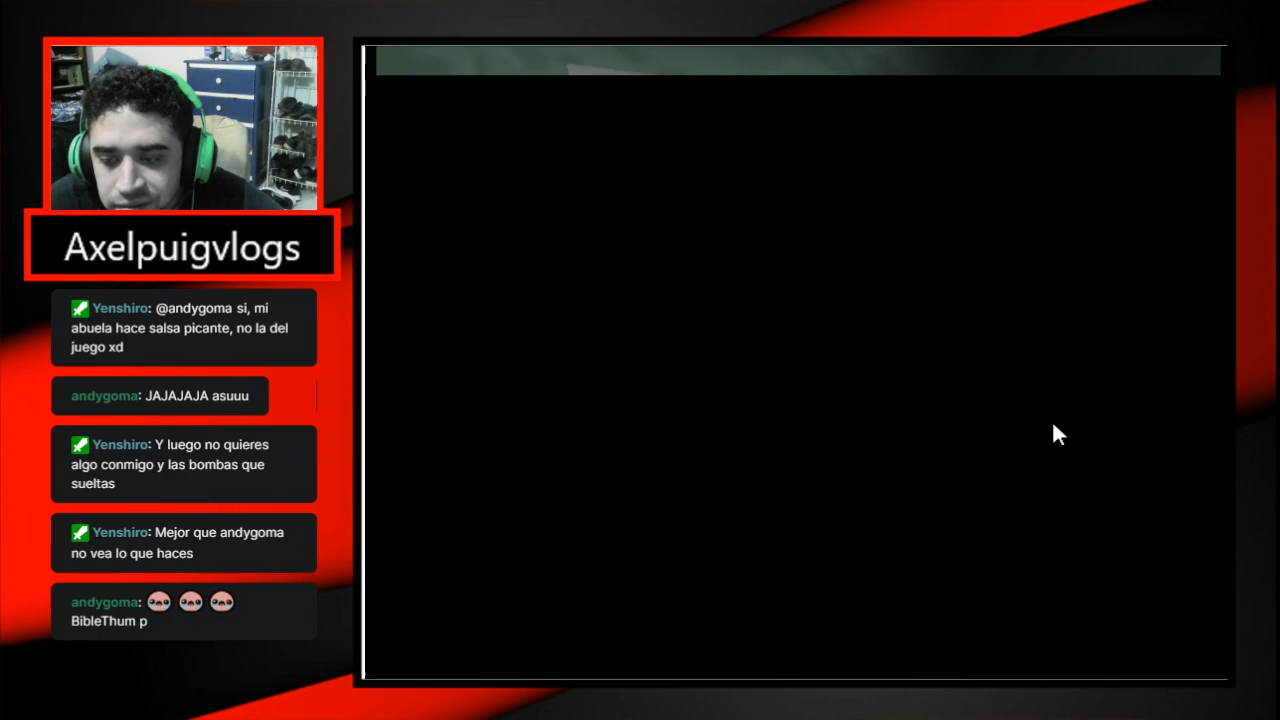 Axelpuigvlogs
Yenshiro: @andygoma si, mi
abuela hace salsa picante, no la del
juego xd
andygoma: JAJAJAJA asuuu
Yenshiro: Y luego no quieres
algo conmigo y las bombas que
sueltas
Yenshiro: Mejor que andygoma
no vea lo que haces
andygoma:
BibleThum p